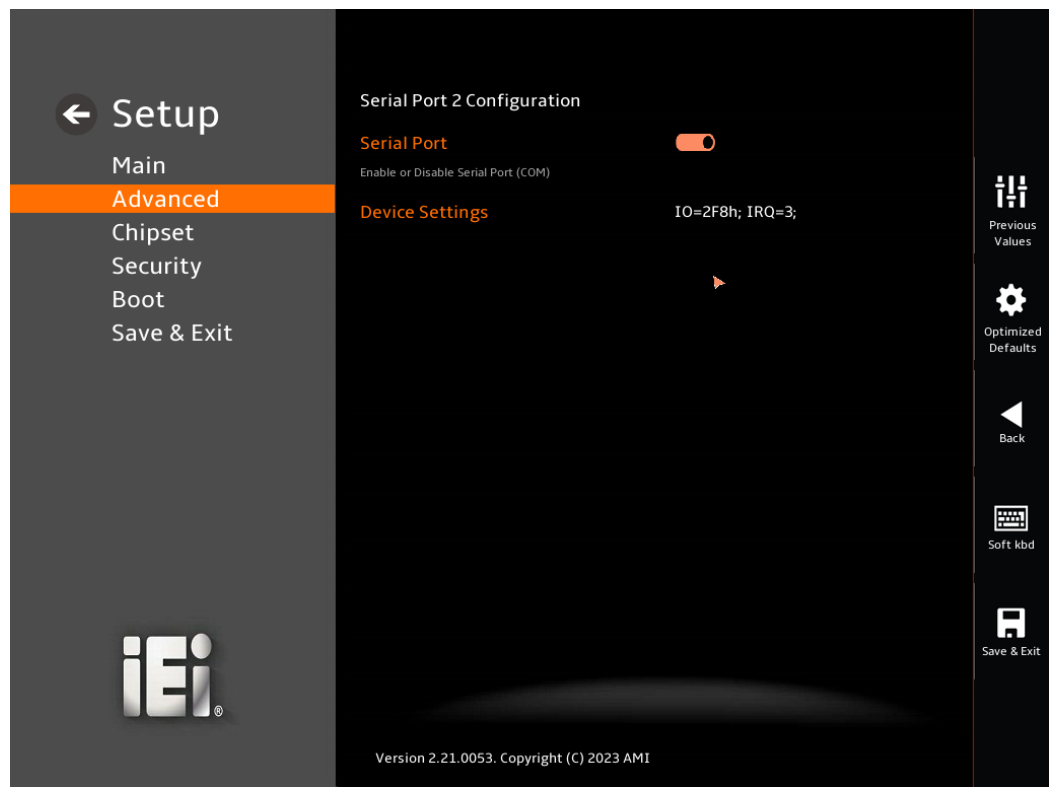 Setup
Main
Advanced
Chipset
Security
Boot
Save & Exit
iEi®
Serial Port 2 Configuration
Serial Port
Enable or Disable Serial Port (COM)
Device Settings IO=2F8h; IRQ=3;
Version 2.21.0053. Copyright (C) 2023 AMI
Previous
Values
Optimized
Defaults
Back
Soft kbd
Save & Exit